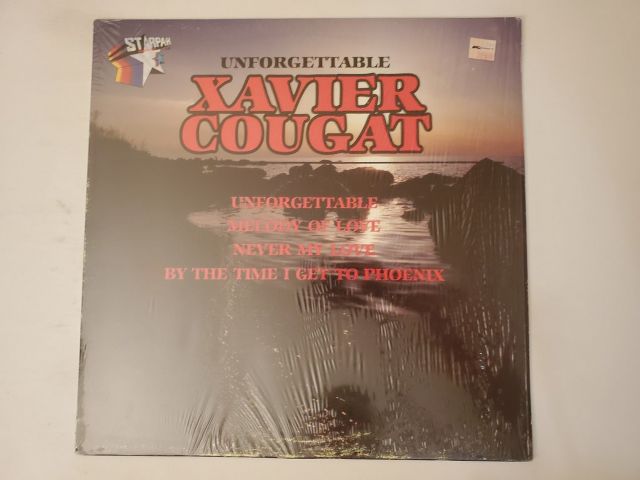 STARPAK
UNFORGETTABLE
XAVIER
COUGAT
UNFORGETTABLE
MELODY OF LOVE
NEVER MY LOVE
BY THE TIME I GET TO PHOENIX